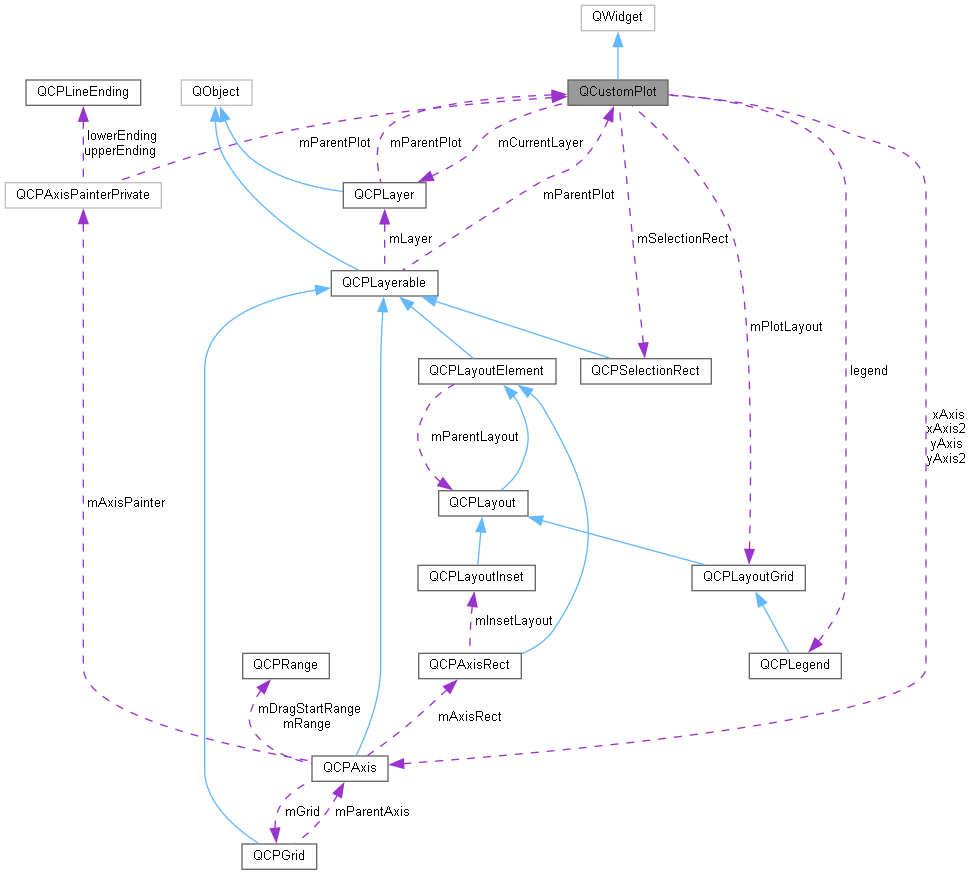 QWidget
QCPLineEnding
QObject
QCustomPlot
lowerEnding
upperEnding
mParentPlot
mParentPlot
mCurrentLayer
QCPAxisPainterPrivate
QCPLayer
mParentPlot
mLayer
mSelectionRect
QCPLayerable
mPlotLayout
QCPLayoutElement
QCPSelectionRect
legend
xAxis
xAxis2
yAxis
yAxis2
mParentLayout
mAxisPainter
QCPLayout
QCPLayoutInset
QCPLayoutGrid
mInsetLayout
QCPRange
QCPAxisRect
QCPLegend
mDragStartRange
mRange
mAxisRect
QCPAxis
mGrid
mParentAxis
QCPGrid